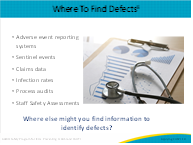 Where To Find Defects⁶
• Adverse event reporting
systems
• Sentinel events
• Claims data
• Infection rates
• Process audits
• Staff Safety Assessments
Where else might you find information to
identify defects?